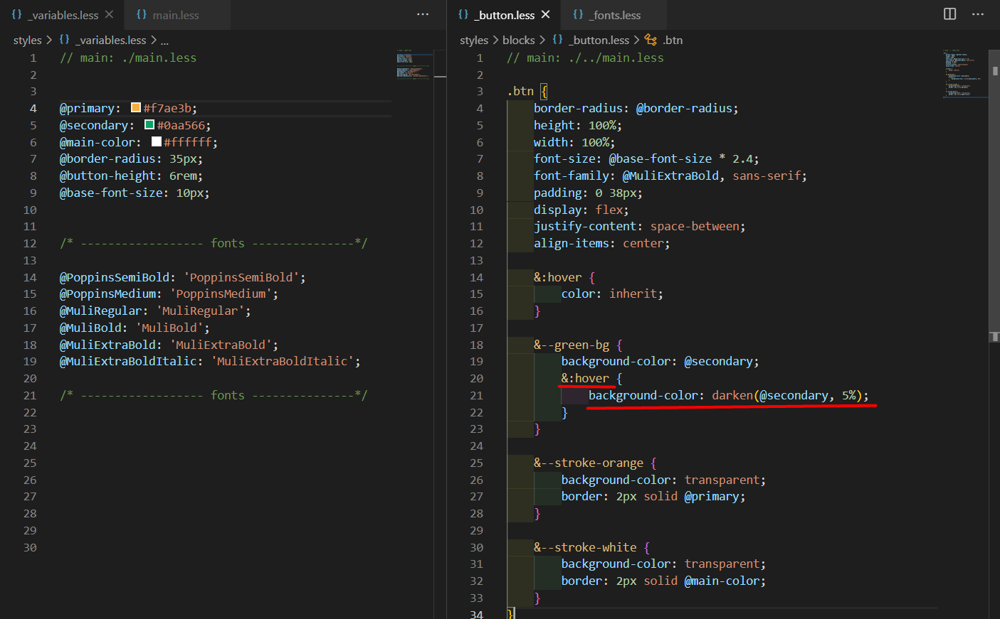 _variables.less
main.less
...
styles > _variables.less > ...
1 // main: ./main.less
2
3
4 @primary: #f7ae3b;
5 @secondary: #0aa566;
6 @main-color: #ffffff;
7 @border-radius: 35px;
8 @button-height: 6rem;
9 @base-font-size: 10px;
10
11
12 /* ------------------ fonts ---------------*/
13
14 @PoppinsSemiBold: 'PoppinsSemiBold';
15 @PoppinsMedium: 'PoppinsMedium';
16 @MuliRegular: 'MuliRegular';
17 @MuliBold: 'MuliBold';
18 @MuliExtraBold: 'MuliExtraBold';
19 @MuliExtraBoldItalic: 'MuliExtraBoldItalic';
20
21 /* ------------------ fonts ---------------*/
22
23
24
25
26
27
28
29
30
_button.less
_fonts.less
...
styles > blocks > _button.less > .btn
1 // main: ./../main.less
2
3 .btn {
4 border-radius: @border-radius;
5 height: 100%;
6 width: 100%;
7 font-size: @base-font-size * 2.4;
8 font-family: @MuliExtraBold, sans-serif;
9 padding: 0 38px;
10 display: flex;
11 justify-content: space-between;
12 align-items: center;
13
14 &:hover {
15 color: inherit;
16 }
17
18 &--green-bg {
19 background-color: @secondary;
20 &:hover {
21 background-color: darken(@secondary, 5%);
22 }
23 }
24
25 &--stroke-orange {
26 background-color: transparent;
27 border: 2px solid @primary;
28 }
29
30 &--stroke-white {
31 background-color: transparent;
32 border: 2px solid @main-color;
33 }
34 }